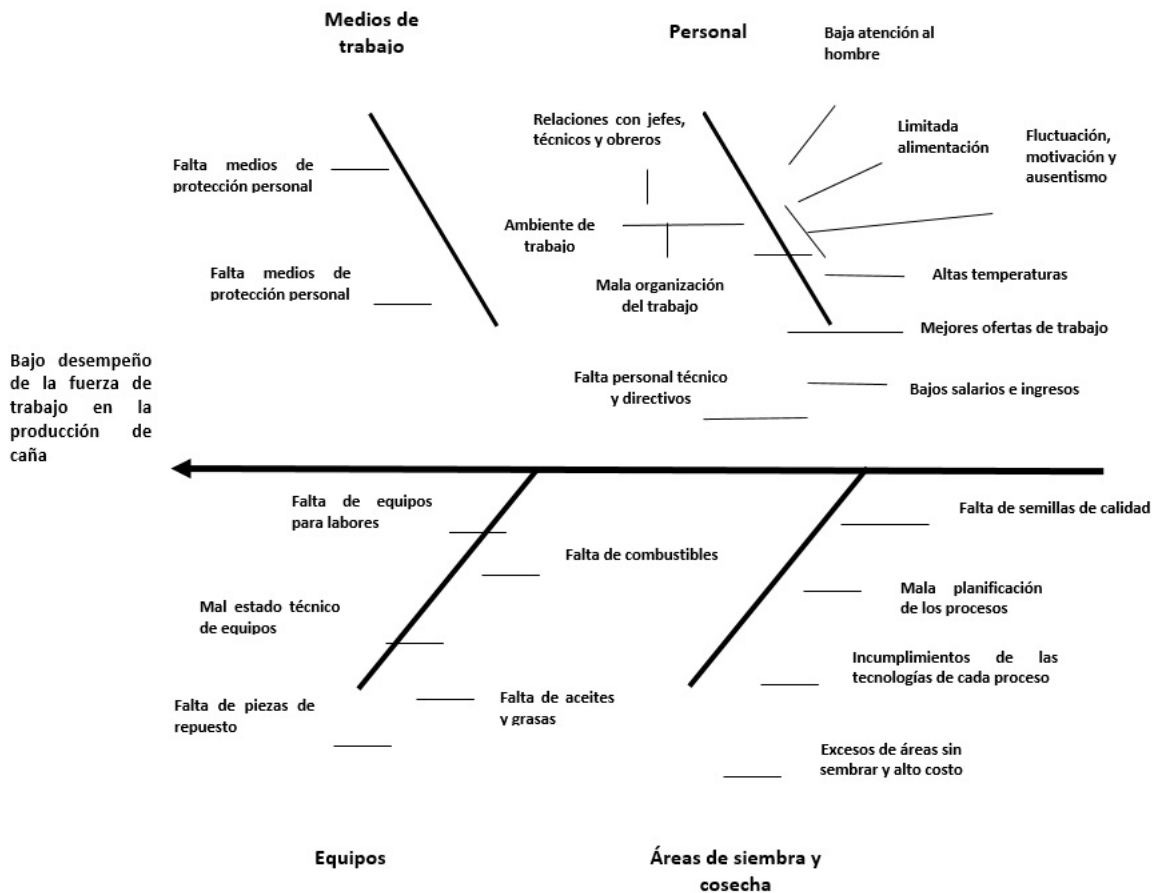 Medios de
trabajo
Personal
Baja atención al
hombre
Relaciones con jefes,
técnicos y obreros
Limitada
alimentación
Fluctuación,
motivación y
ausentismo
Falta medios de
protección personal
Ambiente de
trabajo
Falta medios de
protección personal
Mala organización
del trabajo
Altas temperaturas
Mejores ofertas de trabajo
Bajo desempeño
de la fuerza de
trabajo en la
producción de
caña
Falta personal técnico
y directivos
Bajos salarios e ingresos
Falta de equipos
para labores
Falta de semillas de calidad
Falta de combustibles
Mal estado técnico
de equipos
Mala planificación
de los procesos
Incumplimientos de las
tecnologías de cada proceso
Falta de piezas de
repuesto
Falta de aceites
y grasas
Excesos de áreas sin
sembrar y alto costo
Equipos
Áreas de siembra y
cosecha